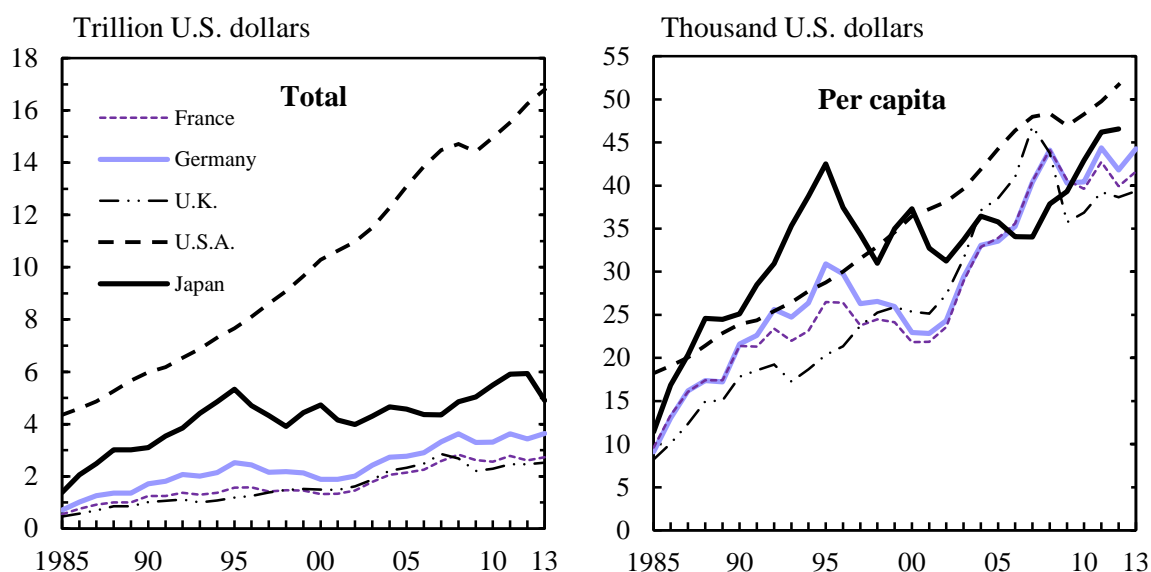 Trillion U.S. dollars
18
16
14
12
10
8
6
4
2
0
Total
France
Germany
U.K.
U.S.A.
Japan
1985 90 95 00 05 10 13
Thousand U.S. dollars
55
50
45
40
35
30
25
20
15
10
5
0
Per capita
1985 90 95 00 05 10 13